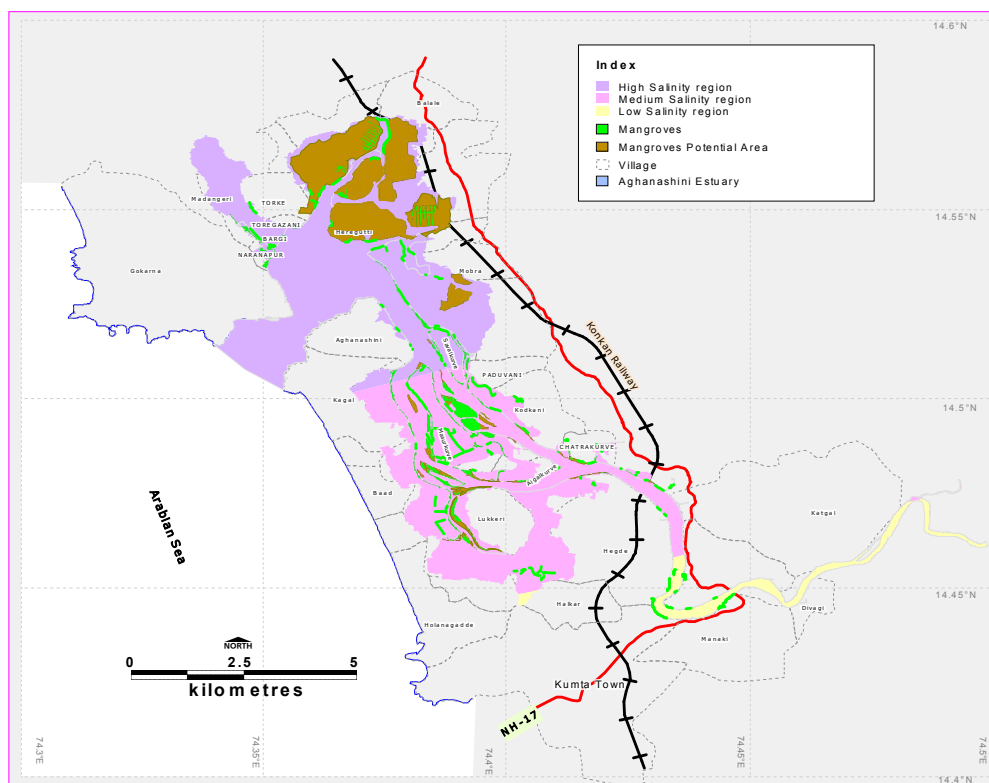 14.6°N
Index
High Salinity region
Medium Salinity region
Low Salinity region
Mangroves
Mangroves Potential Area
Village
Aghanashini Estuary
Balale
Madangeri
TORKE
14.55°N
TOREGAZANI
Heregutti
BARGI
NARANAPUR
Gokarna
Mobra
Konkan Railway
Aghanashini
PADUVANI
Kagal
14.5°N
Kodkani
CHATRAKURVE
Aigalkurve
Baad
Arabian Sea
Lukkeri
Katgal
Hegde
14.45°N
Halkar
Divagi
Holanagadde
Manaki
NORTH
0 2.5 5
kilometres
Kumta Town
NH-17
74.3°E
74.35°E
74.4°E
74.45°E
74.5°E
14.4°N